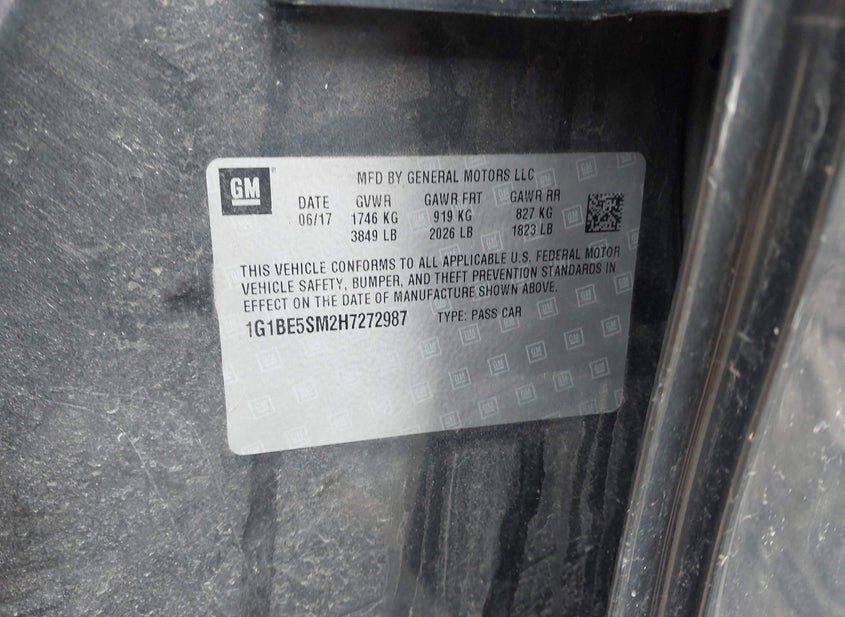 GM
MFD BY GENERAL MOTORS LLC
DATE GVWR GAWR FRT GAWR RR
06/17 1746 KG 919 KG 827 KG
3849 LB 2026 LB 1823 LB
THIS VEHICLE CONFORMS TO ALL APPLICABLE U.S. FEDERAL MOTOR
VEHICLE SAFETY, BUMPER, AND THEFT PREVENTION STANDARDS IN
EFFECT ON THE DATE OF MANUFACTURE SHOWN ABOVE.
1G1BE5SM2H7272987 TYPE: PASS CAR